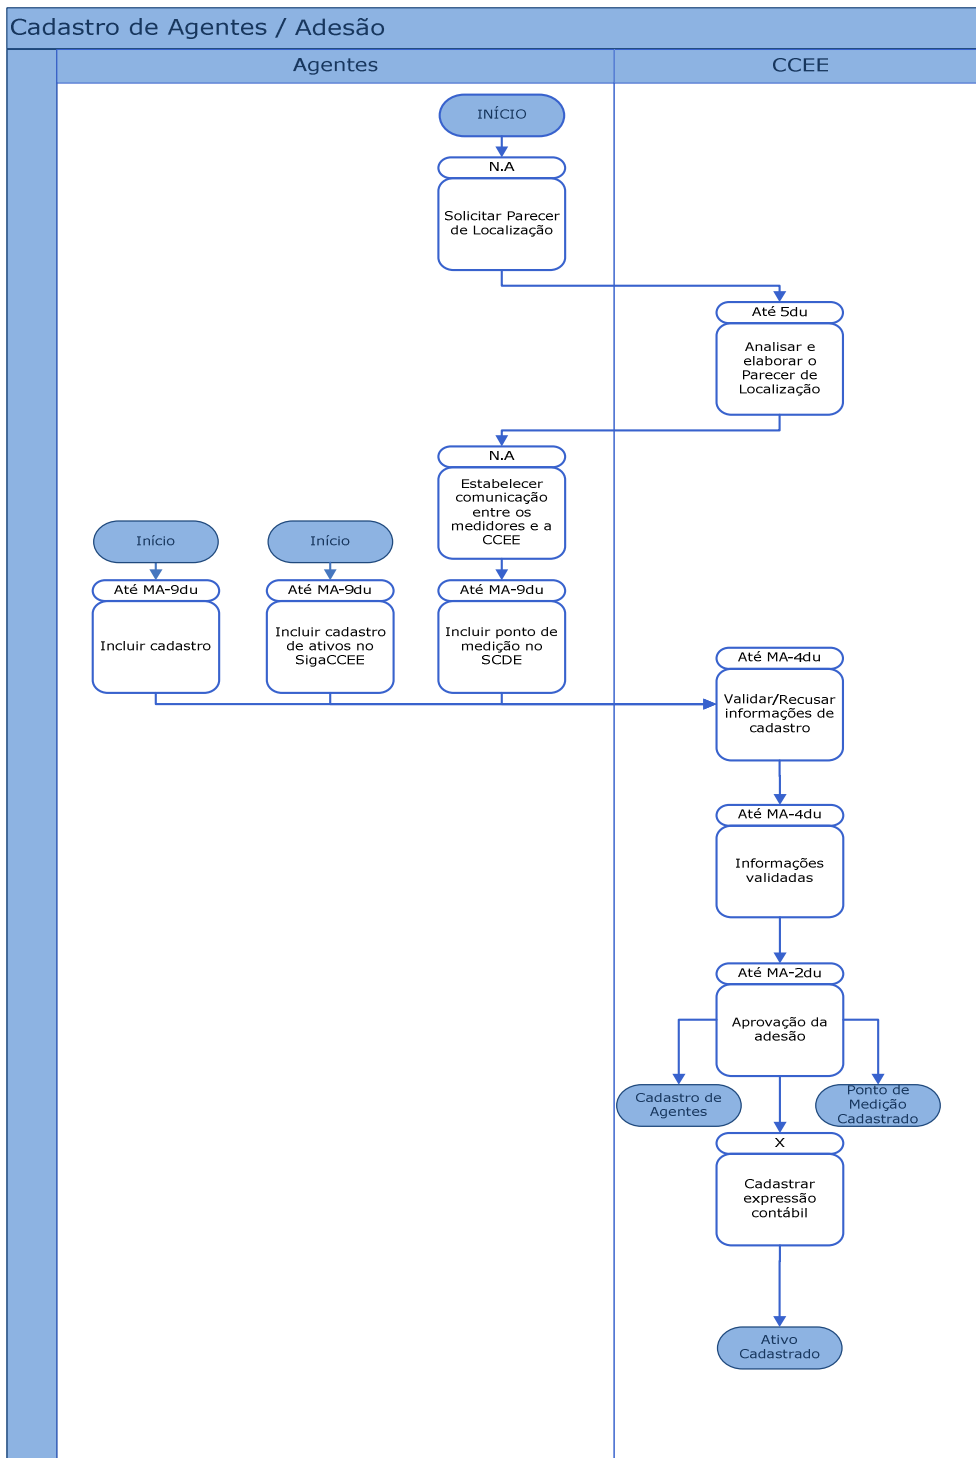 Cadastro de Agentes / Adesão
Agentes
CCEE
INÍCIO
N.A
Solicitar Parecer
de Localização
Até 5du
Analisar e
elaborar o
Parecer de
Localização
N.A
Estabelecer
comunicação
entre os
medidores e a
CCEE
Início
Início
Até MA-9du
Incluir cadastro
Até MA-9du
Incluir cadastro
de ativos no
SigaCCEE
Até MA-9du
Incluir ponto de
medição no
SCDE
Até MA-4du
Validar/Recusar
informações de
cadastro
Até MA-4du
Informações
validadas
Até MA-2du
Aprovação da
adesão
Cadastro de
Agentes
Ponto de
Medição
Cadastrado
X
Cadastrar
expressão
contábil
Ativo
Cadastrado